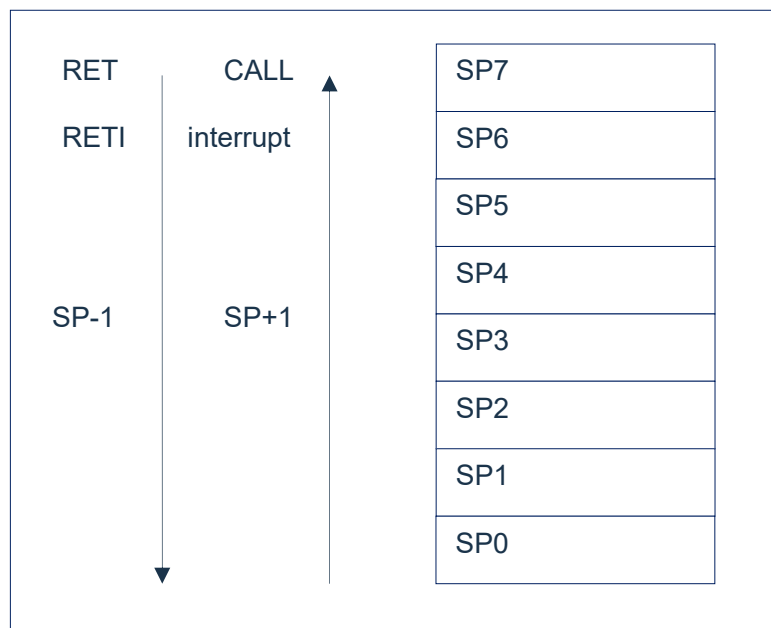 RET CALL SP7
RETI interrupt SP6
SP5
SP4
SP-1 SP+1 SP3
SP2
SP1
SP0